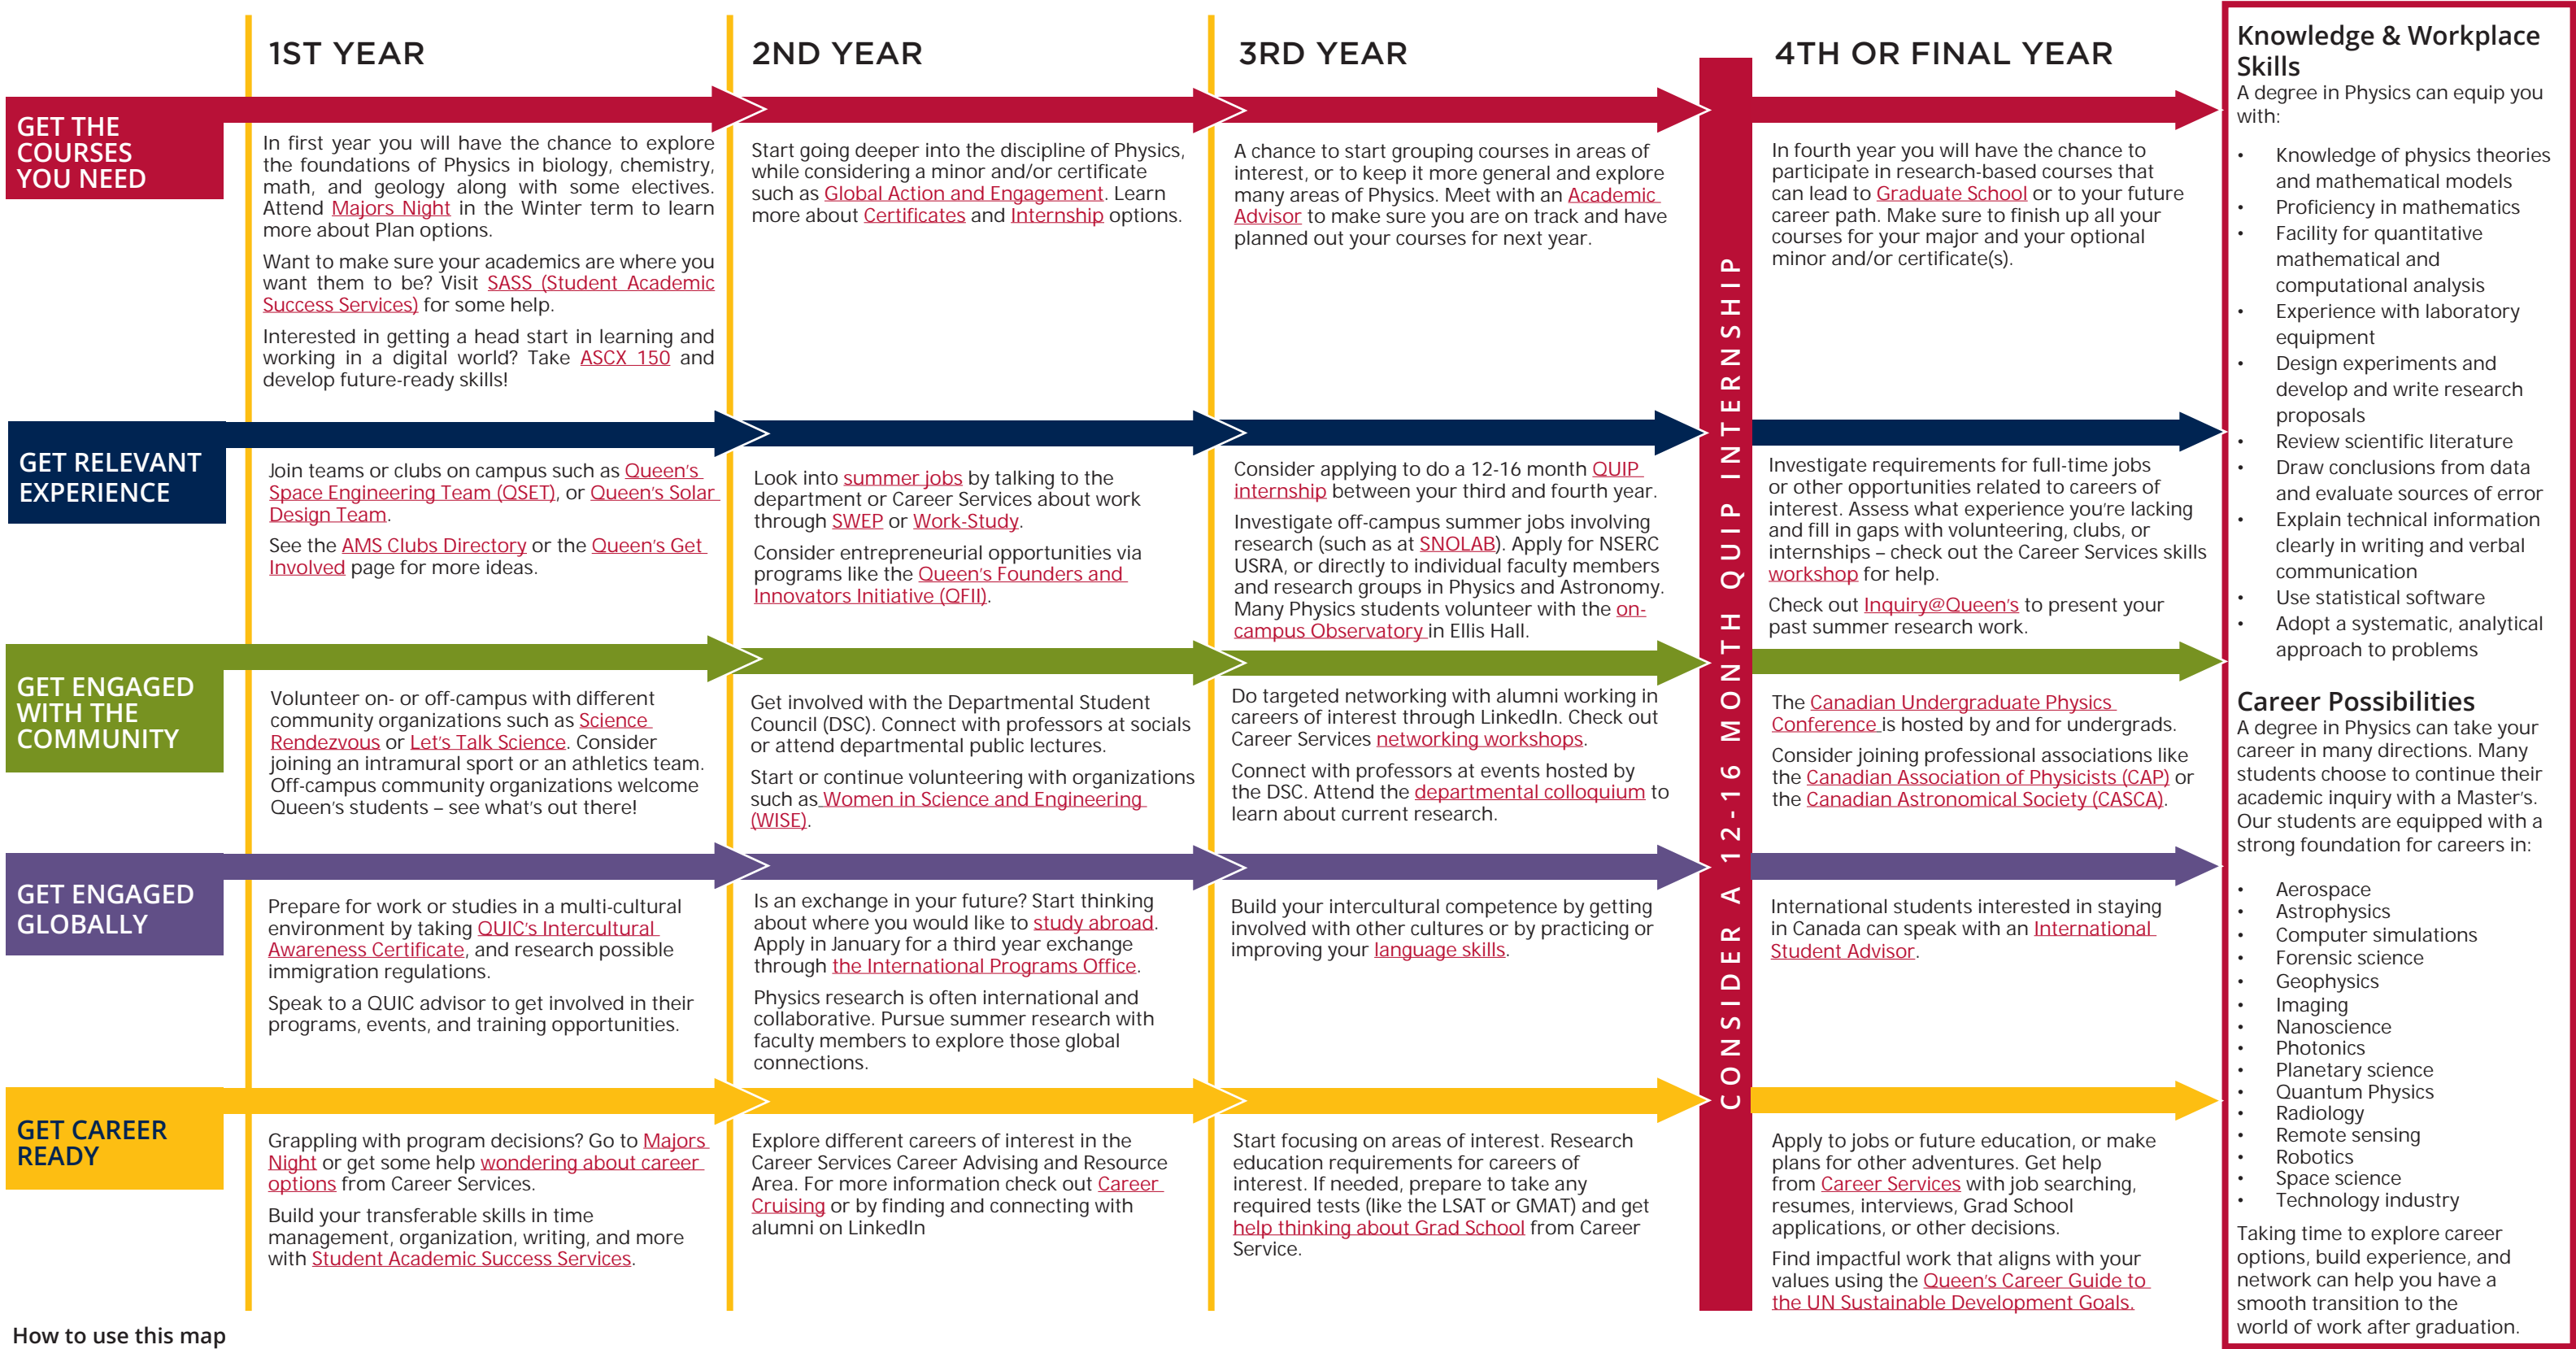 1ST YEAR
2ND YEAR
3RD YEAR
4TH OR FINAL YEAR
GET THE
COURSES
YOU NEED
In first year you will have the chance to explore
the foundations of Physics in biology, chemistry,
math, and geology along with some electives.
Attend Majors Night in the Winter term to learn
more about Plan options.
Want to make sure your academics are where you
want them to be? Visit SASS (Student Academic
Success Services) for some help.
Interested in getting a head start in learning and
working in a digital world? Take ASCX 150 and
develop future-ready skills!
Start going deeper into the discipline of Physics,
while considering a minor and/or certificate
such as Global Action and Engagement. Learn
more about Certificates and Internship options.
A chance to start grouping courses in areas of
interest, or to keep it more general and explore
many areas of Physics. Meet with an Academic
Advisor to make sure you are on track and have
planned out your courses for next year.
In fourth year you will have the chance to
participate in research-based courses that
can lead to Graduate School or to your future
career path. Make sure to finish up all your
courses for your major and your optional
minor and/or certificate(s).
GET RELEVANT
EXPERIENCE
Join teams or clubs on campus such as Queen's
Space Engineering Team (QSET), or Queen's Solar
Design Team.
See the AMS Clubs Directory or the Queen's Get
Involved page for more ideas.
Look into summer jobs by talking to the
department or Career Services about work
through SWEP or Work-Study.
Consider entrepreneurial opportunities via
programs like the Queen's Founders and
Innovators Initiative (QFII).
Consider applying to do a 12-16 month QUIP
internship between your third and fourth year.
Investigate off-campus summer jobs involving
research (such as at SNOLAB). Apply for NSERC
USRA, or directly to individual faculty members
and research groups in Physics and Astronomy.
Many Physics students volunteer with the on-
campus Observatory in Ellis Hall.
Investigate requirements for full-time jobs
or other opportunities related to careers of
interest. Assess what experience you're lacking
and fill in gaps with volunteering, clubs, or
internships – check out the Career Services skills
workshop for help.
Check out Inquiry@Queen's to present your
past summer research work.
GET ENGAGED
WITH THE
COMMUNITY
Volunteer on- or off-campus with different
community organizations such as Science
Rendezvous or Let's Talk Science. Consider
joining an intramural sport or an athletics team.
Off-campus community organizations welcome
Queen's students – see what's out there!
Get involved with the Departmental Student
Council (DSC). Connect with professors at socials
or attend departmental public lectures.
Start or continue volunteering with organizations
such as Women in Science and Engineering
(WISE).
Do targeted networking with alumni working in
careers of interest through LinkedIn. Check out
Career Services networking workshops.
Connect with professors at events hosted by
the DSC. Attend the departmental colloquium to
learn about current research.
The Canadian Undergraduate Physics
Conference is hosted by and for undergrads.
Consider joining professional associations like
the Canadian Association of Physicists (CAP) or
the Canadian Astronomical Society (CASCA).
GET ENGAGED
GLOBALLY
Prepare for work or studies in a multi-cultural
environment by taking QUIC's Intercultural
Awareness Certificate, and research possible
immigration regulations.
Speak to a QUIC advisor to get involved in their
programs, events, and training opportunities.
Is an exchange in your future? Start thinking
about where you would like to study abroad.
Apply in January for a third year exchange
through the International Programs Office.
Physics research is often international and
collaborative. Pursue summer research with
faculty members to explore those global
connections.
Build your intercultural competence by getting
involved with other cultures or by practicing or
improving your language skills.
International students interested in staying
in Canada can speak with an International
Student Advisor.
GET CAREER
READY
Grappling with program decisions? Go to Majors
Night or get some help wondering about career
options from Career Services.
Build your transferable skills in time
management, organization, writing, and more
with Student Academic Success Services.
Explore different careers of interest in the
Career Services Career Advising and Resource
Area. For more information check out Career
Cruising or by finding and connecting with
alumni on LinkedIn
Start focusing on areas of interest. Research
education requirements for careers of
interest. If needed, prepare to take any
required tests (like the LSAT or GMAT) and get
help thinking about Grad School from Career
Service.
Apply to jobs or future education, or make
plans for other adventures. Get help
from Career Services with job searching,
resumes, interviews, Grad School
applications, or other decisions.
Find impactful work that aligns with your
values using the Queen's Career Guide to
the UN Sustainable Development Goals.
CONSIDER A 12-16 MONTH QUIP INTERNSHIP
Knowledge & Workplace
Skills
A degree in Physics can equip you
with:
• Knowledge of physics theories
and mathematical models
• Proficiency in mathematics
• Facility for quantitative
mathematical and
computational analysis
• Experience with laboratory
equipment
• Design experiments and
develop and write research
proposals
• Review scientific literature
• Draw conclusions from data
and evaluate sources of error
• Explain technical information
clearly in writing and verbal
communication
• Use statistical software
• Adopt a systematic, analytical
approach to problems
Career Possibilities
A degree in Physics can take your
career in many directions. Many
students choose to continue their
academic inquiry with a Master's.
Our students are equipped with a
strong foundation for careers in:
• Aerospace
• Astrophysics
• Computer simulations
• Forensic science
• Geophysics
• Imaging
• Nanoscience
• Photonics
• Planetary science
• Quantum Physics
• Radiology
• Remote sensing
• Robotics
• Space science
• Technology industry
Taking time to explore career
options, build experience, and
network can help you have a
smooth transition to the
world of work after graduation.
How to use this map